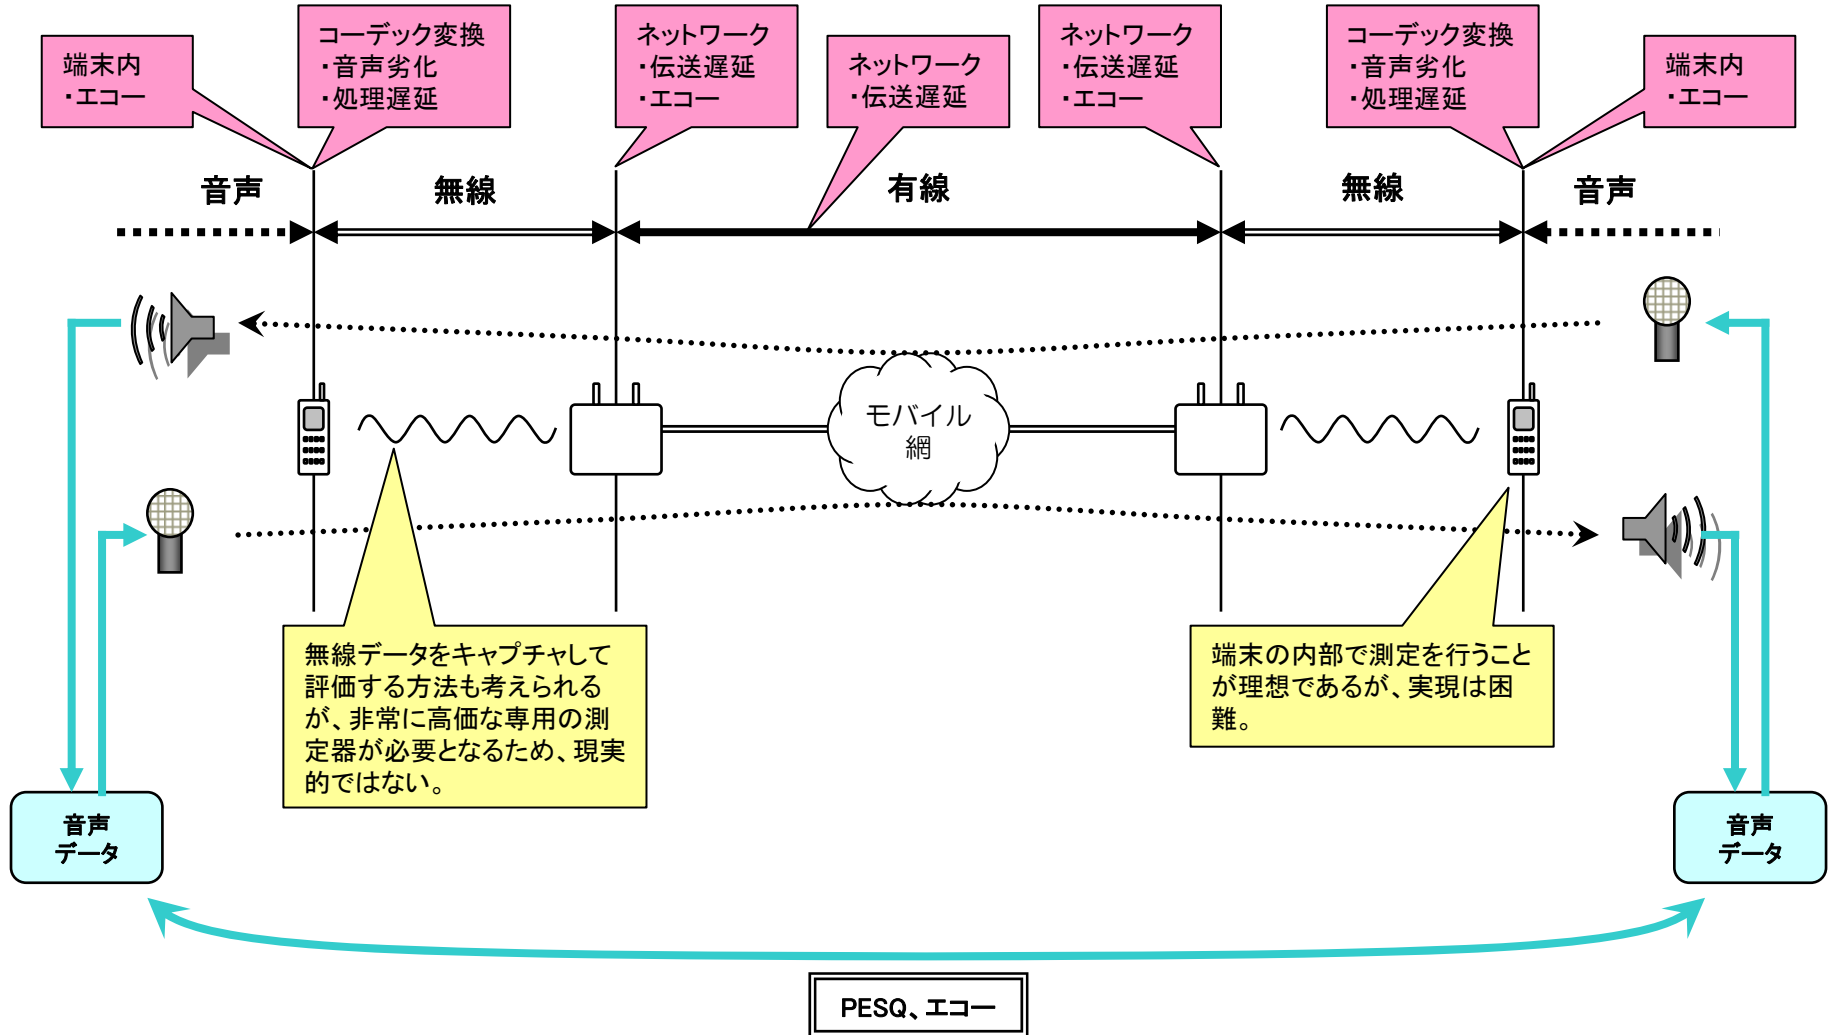 端末内
・エコー
コーデック変換
・音声劣化
・処理遅延
ネットワーク
・伝送遅延
・エコー
ネットワーク
・伝送遅延
ネットワーク
・伝送遅延
・エコー
コーデック変換
・音声劣化
・処理遅延
端末内
・エコー
音声
無線
有線
無線
音声
モバイル
網
無線データをキャプチャして
評価する方法も考えられる
が、非常に高価な専用の測
定器が必要となるため、現実
的ではない。
端末の内部で測定を行うこと
が理想であるが、実現は困
難。
音声
データ
音声
データ
PESQ、エコー